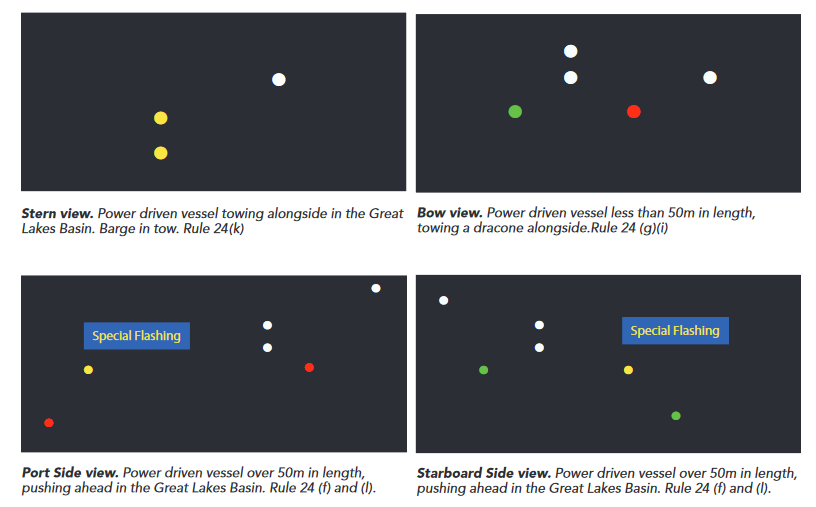 Stern view. Power driven vessel towing alongside in the Great
Lakes Basin. Barge in tow. Rule 24(k)
Bow view. Power driven vessel less than 50m in length,
towing a dracone alongside.Rule 24 (g)(i)
Special Flashing
Port Side view. Power driven vessel over 50m in length,
pushing ahead in the Great Lakes Basin. Rule 24 (f) and (l).
Special Flashing
Starboard Side view. Power driven vessel over 50m in length,
pushing ahead in the Great Lakes Basin. Rule 24 (f) and (l).